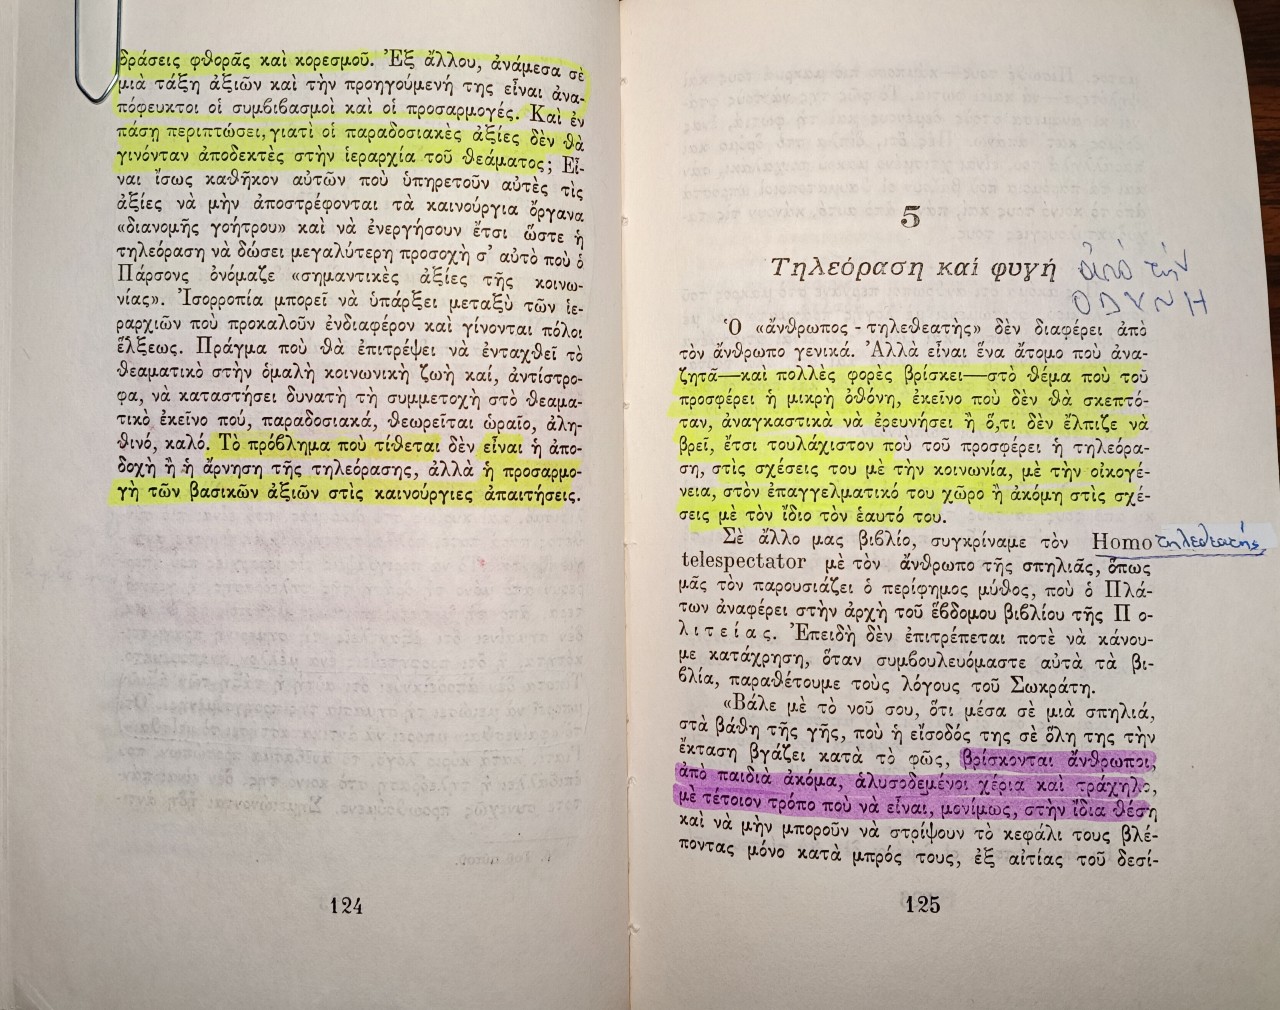 δράσεις φθορᾶς καὶ κορεσμοῦ. Ἐξ ἄλλου, ἀνάμεσα σὲ
μιὰ τάξη ἀξιῶν καὶ τὴν προηγούμενή της εἶναι ἀνα-
πόφευκτοι οἱ συμβιβασμοὶ καὶ οἱ προσαρμογές. Καὶ ἐν
πάσῃ περιπτώσει, γιατὶ οἱ παραδοσιακὲς ἀξίες δὲν θὰ
γινόνταν ἀποδεκτὲς στὴν ἱεραρχία τοῦ θεάματος; Εἶ-
ναι ἴσως καθῆκον αὐτῶν ποὺ ὑπηρετοῦν αὐτὲς τὶς
ἀξίες νὰ μὴν ἀποστρέφονται τὰ καινούργια ὄργανα
«διανομῆς γοήτρου» καὶ νὰ ἐνεργήσουν ἔτσι ὥστε ἡ
τηλεόραση νὰ δώσει μεγαλύτερη προσοχὴ σ' αὐτὸ ποὺ ὁ
Πάρσονς ὀνόμαζε «σημαντικὲς ἀξίες τῆς κοινω-
νίας». Ἰσορροπία μπορεῖ νὰ ὑπάρξει μεταξὺ τῶν ἱε-
ραρχιῶν ποὺ προκαλοῦν ἐνδιαφέρον καὶ γίνονται πόλοι
ἕλξεως. Πράγμα ποὺ θὰ ἐπιτρέψει νὰ ἐνταχθεῖ τὸ
θεαματικὸ στὴν ὁμαλὴ κοινωνικὴ ζωὴ καί, ἀντίστρο-
φα, νὰ καταστήσει δυνατὴ τὴ συμμετοχὴ στὸ θεαμα-
τικὸ ἐκεῖνο πού, παραδοσιακά, θεωρεῖται ὡραῖο, ἀλη-
θινό, καλό. Τὸ πρόβλημα ποὺ τίθεται δὲν εἶναι ἡ ἀπο-
δοχὴ ἢ ἡ ἄρνηση τῆς τηλεόρασης, ἀλλὰ ἡ προσαρμο-
γὴ τῶν βασικῶν ἀξιῶν στὶς καινούργιες ἀπαιτήσεις.
124
5
Τηλεόραση καί φυγή ἀπὸ τὴν
ΟΔΥΝΗ
Ὁ «ἄνθρωπος - τηλεθεατὴς» δὲν διαφέρει ἀπὸ
τὸν ἄνθρωπο γενικά. Ἀλλὰ εἶναι ἕνα ἄτομο ποὺ ἀνα-
ζητᾶ—καὶ πολλὲς φορὲς βρίσκει—στὸ θέμα ποὺ τοῦ
προσφέρει ἡ μικρὴ ὀθόνη, ἐκεῖνο ποὺ δὲν θὰ σκεπτό-
ταν, ἀναγκαστικὰ νὰ ἐρευνήσει ἢ ὅ,τι δὲν ἔλπιζε νὰ
βρεῖ, ἔτσι τουλάχιστον ποὺ τοῦ προσφέρει ἡ τηλεόρα-
ση, στὶς σχέσεις του μὲ τὴν κοινωνία, μὲ τὴν οἰκογέ-
νεια, στὸν ἐπαγγελματικό του χῶρο ἢ ἀκόμη στὶς σχέ-
σεις μὲ τὸν ἴδιο τὸν ἑαυτό του.
Σὲ ἄλλο μας βιβλίο, συγκρίναμε τὸν Homo τηλεθεατής
telespectator μὲ τὸν ἄνθρωπο τῆς σπηλιᾶς, ὅπως
μᾶς τὸν παρουσιάζει ὁ περίφημος μύθος, ποὺ ὁ Πλά-
των ἀναφέρει στὴν ἀρχὴ τοῦ ἕβδομου βιβλίου τῆς Π ο-
λ ι τ ε ί α ς. Ἐπειδὴ δὲν ἐπιτρέπεται ποτὲ νὰ κάνου-
με κατάχρηση, ὅταν συμβουλευόμαστε αὐτὰ τὰ βι-
βλία, παραθέτουμε τοὺς λόγους τοῦ Σωκράτη.
«Βάλε μὲ τὸ νοῦ σου, ὅτι μέσα σὲ μιὰ σπηλιά,
στὰ βάθη τῆς γῆς, ποὺ ἡ εἴσοδός της σὲ ὅλη της τὴν
ἔκταση βγάζει κατὰ τὸ φῶς, βρίσκονται ἄνθρωποι,
ἀπὸ παιδιὰ ἀκόμα, ἁλυσοδεμένοι χέρια καὶ τράχηλο,
μὲ τέτοιον τρόπο ποὺ νὰ εἶναι, μονίμως, στὴν ἴδια θέση
καὶ νὰ μὴν μποροῦν νὰ στρίψουν τὸ κεφάλι τους βλέ-
ποντας μόνο κατὰ μπρός τους, ἐξ αἰτίας τοῦ δεσί-
125